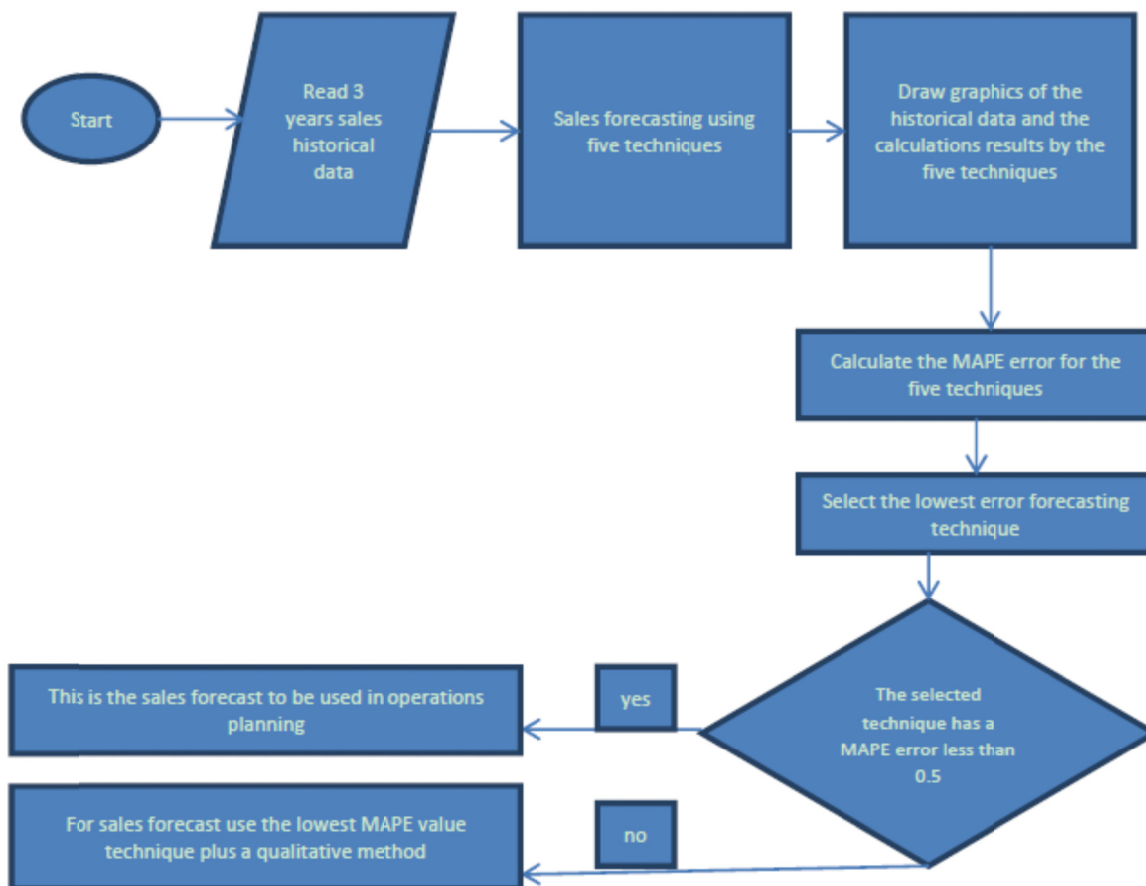 Start
Read 3
years sales
historical
data
Sales forecasting using
five techniques
Draw graphics of the
historical data and the
calculations results by the
five techniques
Calculate the MAPE error for the
five techniques
Select the lowest error forecasting
technique
The selected
technique has a
MAPE error less than
0.5
yes
This is the sales forecast to be used in operations
planning
no
For sales forecast use the lowest MAPE value
technique plus a qualitative method